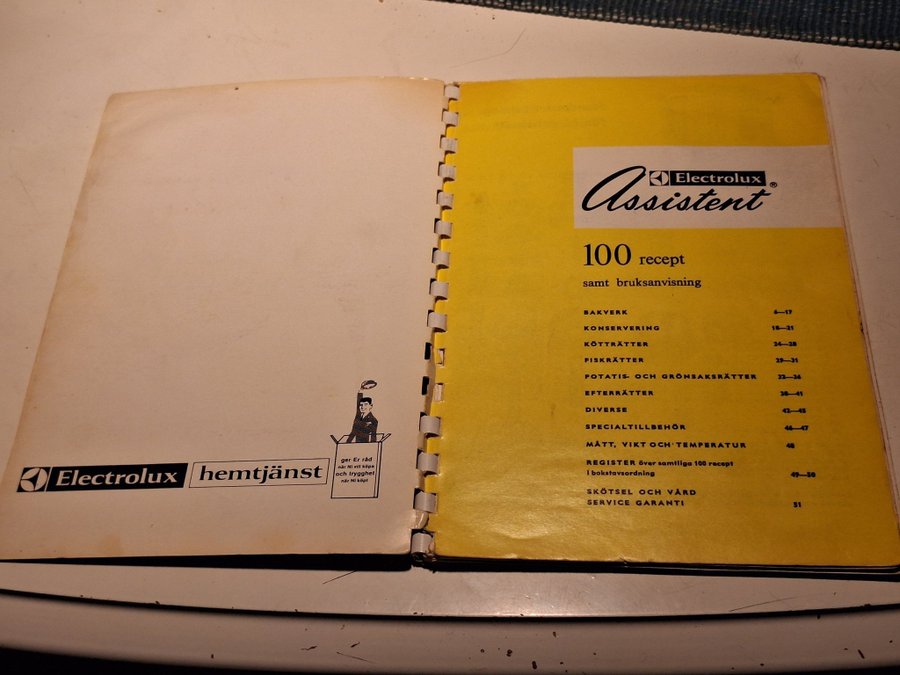 Electrolux hemtjänst
ger Er råd
när Ni vill köpa
och trygghet
när Ni köpt
Electrolux
Assistent®
100 recept
samt bruksanvisning
BAKVERK 6—17
KONSERVERING 18—21
KÖTTRÄTTER 24—28
FISKRÄTTER 29—31
POTATIS- OCH GRÖNSAKSRÄTTER 32—36
EFTERRÄTTER 38—41
DIVERSE 42—45
SPECIALTILLBEHÖR 46—47
MÅTT, VIKT OCH TEMPERATUR 48
REGISTER över samtliga 100 recept
i bokstavsordning 49—50
SKÖTSEL OCH VÅRD
SERVICE GARANTI 51